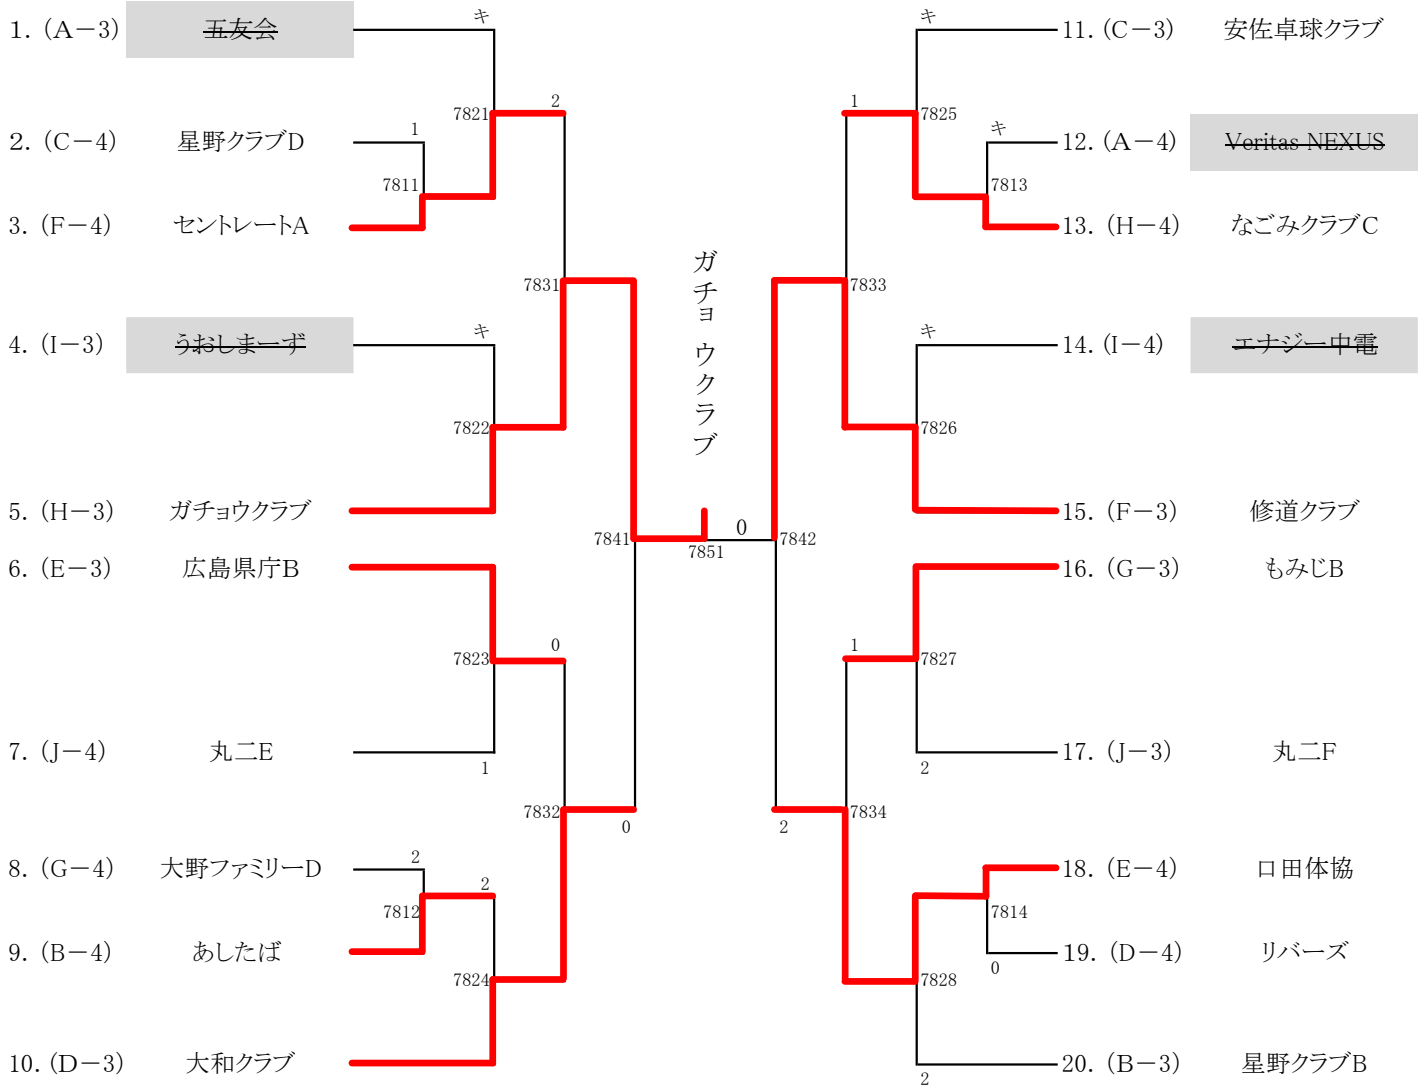 1. (A－3) 五友会
キ
7821
2
2. (C－4) 星野クラブD
1
7811
3. (F－4) セントレートA
7831
4. (I－3) うおしまーず
キ
7822
5. (H－3) ガチョウクラブ
7841
6. (E－3) 広島県庁B
7823
0
7. (J－4) 丸二E
1
7832
0
8. (G－4) 大野ファミリーD
2
7812
2
9. (B－4) あしたば
7824
10. (D－3) 大和クラブ
ガチョウクラブ
7851
0
キ
11. (C－3) 安佐卓球クラブ
1
7825
キ
12. (A－4) Veritas NEXUS
7813
13. (H－4) なごみクラブC
7833
キ
14. (I－4) エナジー中電
7826
15. (F－3) 修道クラブ
7842
16. (G－3) もみじB
1
7827
17. (J－3) 丸二F
2
7834
2
18. (E－4) 口田体協
7814
19. (D－4) リバーズ
0
7828
20. (B－3) 星野クラブB
2